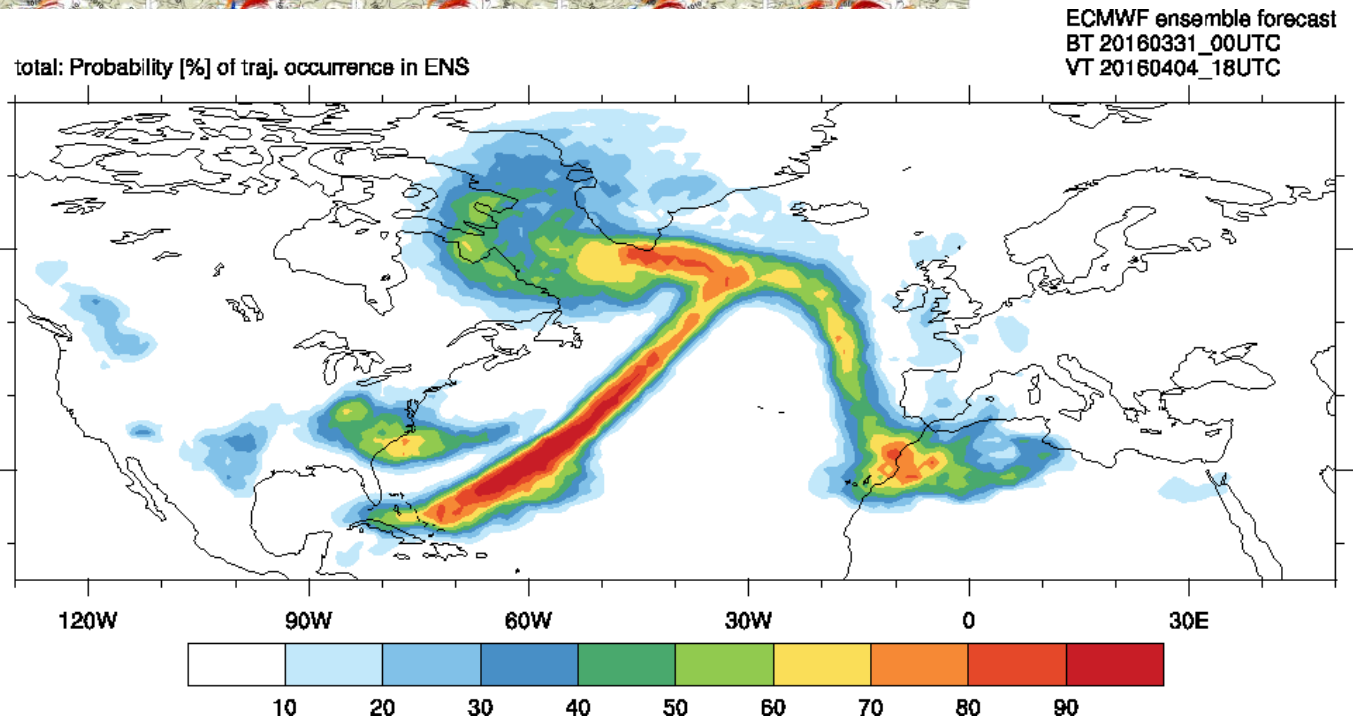 ECMWF ensemble forecast
BT 20160331_00UTC
VT 20160404_18UTC
total: Probability [%] of traj. occurrence in ENS
120W 90W 60W 30W 0 30E
10 20 30 40 50 60 70 80 90